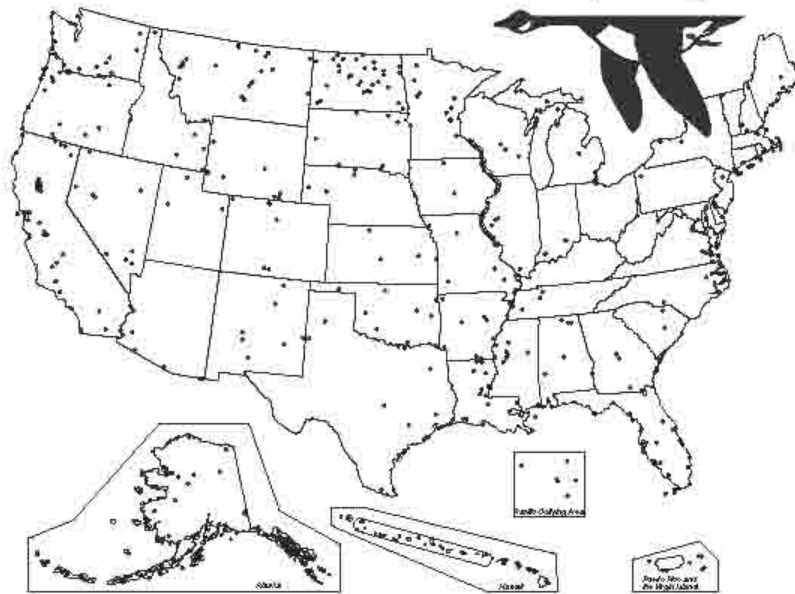 Pacific Outlying Area
Alaska
Hawaii
Puerto Rico and
the Virgin Islands